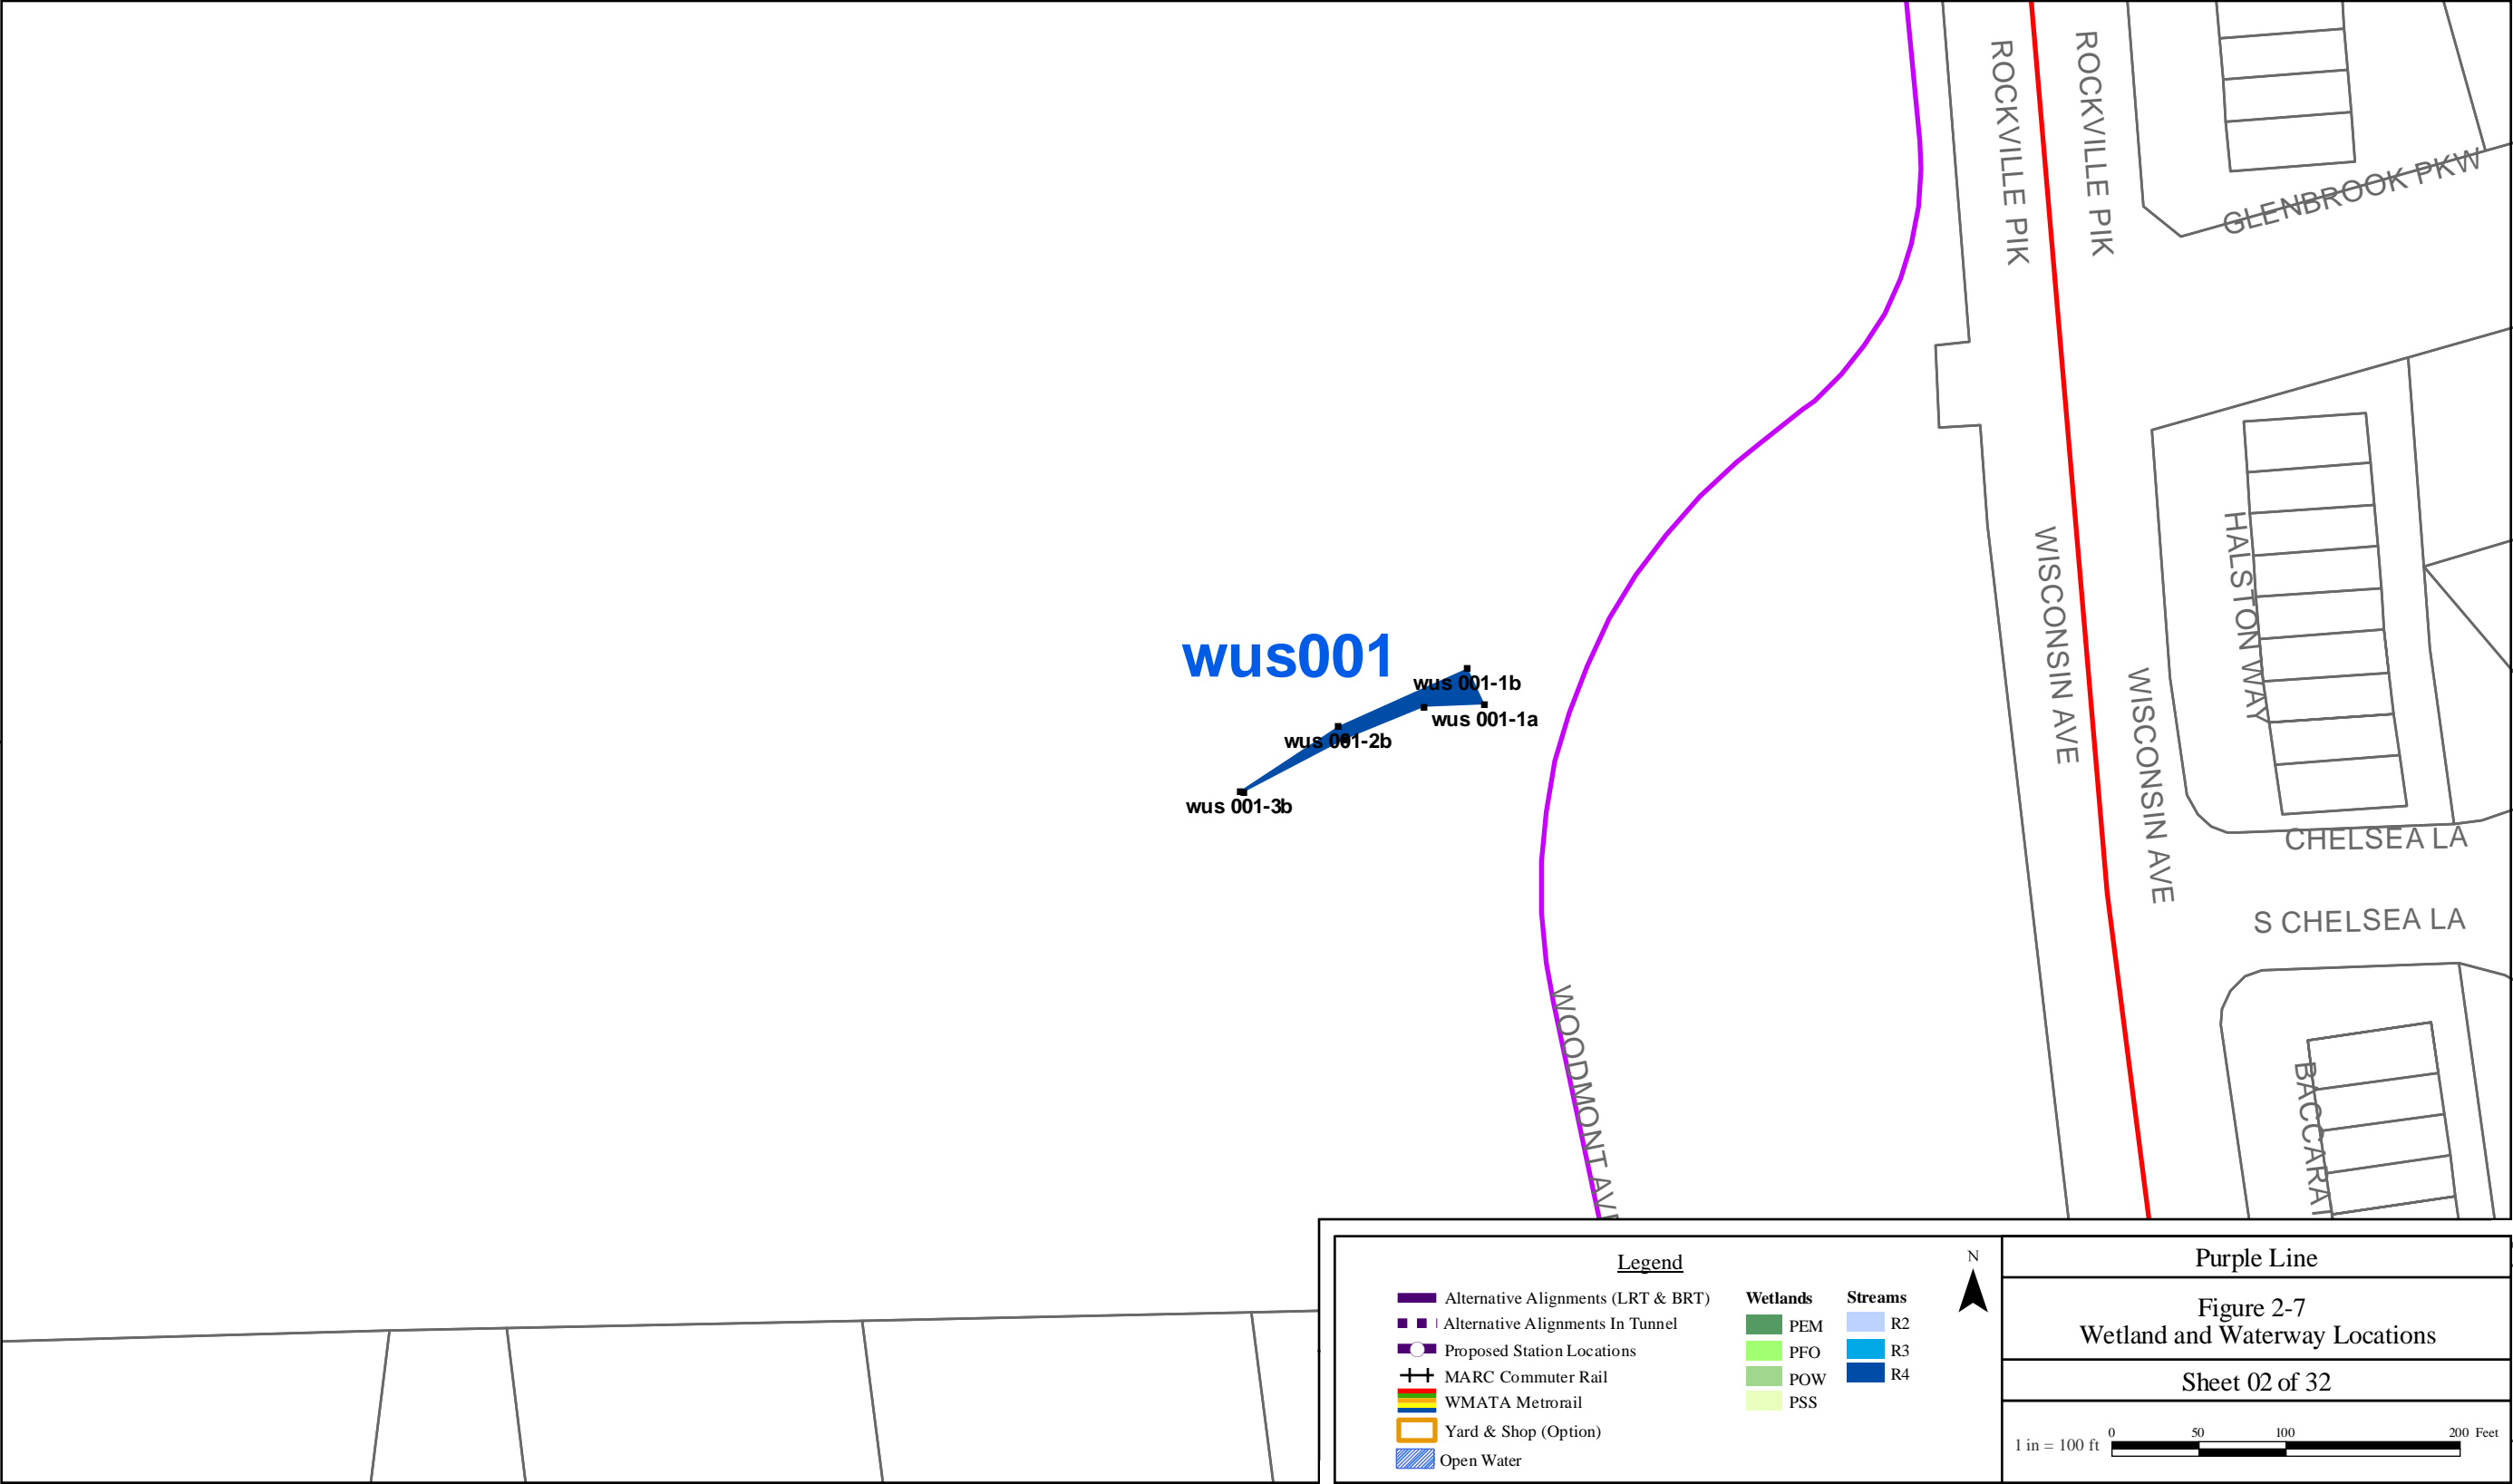 ROCKVILLE PIK
ROCKVILLE PIK
GLENBROOK PKW
HALSTON WAY
WISCONSIN AVE
WISCONSIN AVE
wus001
wus 001-1b
wus 001-1a
wus 001-2b
wus 001-3b
CHELSEA LA
S CHELSEA LA
WOODMONT AVE
BACCARAT
Legend
Alternative Alignments (LRT & BRT)
Alternative Alignments In Tunnel
Proposed Station Locations
MARC Commuter Rail
WMATA Metrorail
Yard & Shop (Option)
Open Water
Wetlands
PEM
PFO
POW
PSS
Streams
R2
R3
R4
N
Purple Line
Figure 2-7
Wetland and Waterway Locations
Sheet 02 of 32
1 in = 100 ft
0 50 100 200 Feet